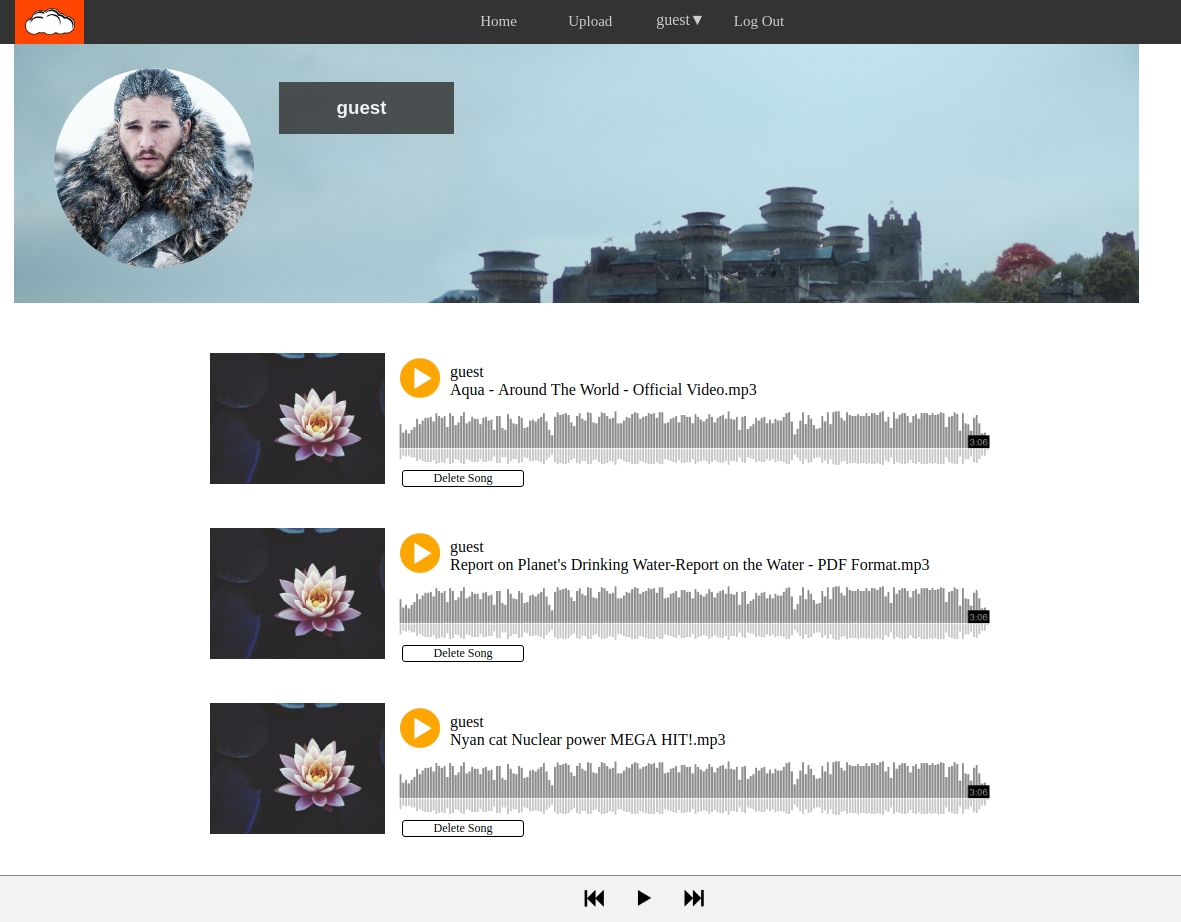 Home Upload guest▼ Log Out
guest
guest
Aqua - Around The World - Official Video.mp3
3:06
Delete Song
guest
Report on Planet's Drinking Water-Report on the Water - PDF Format.mp3
3:06
Delete Song
guest
Nyan cat Nuclear power MEGA HIT!.mp3
3:06
Delete Song